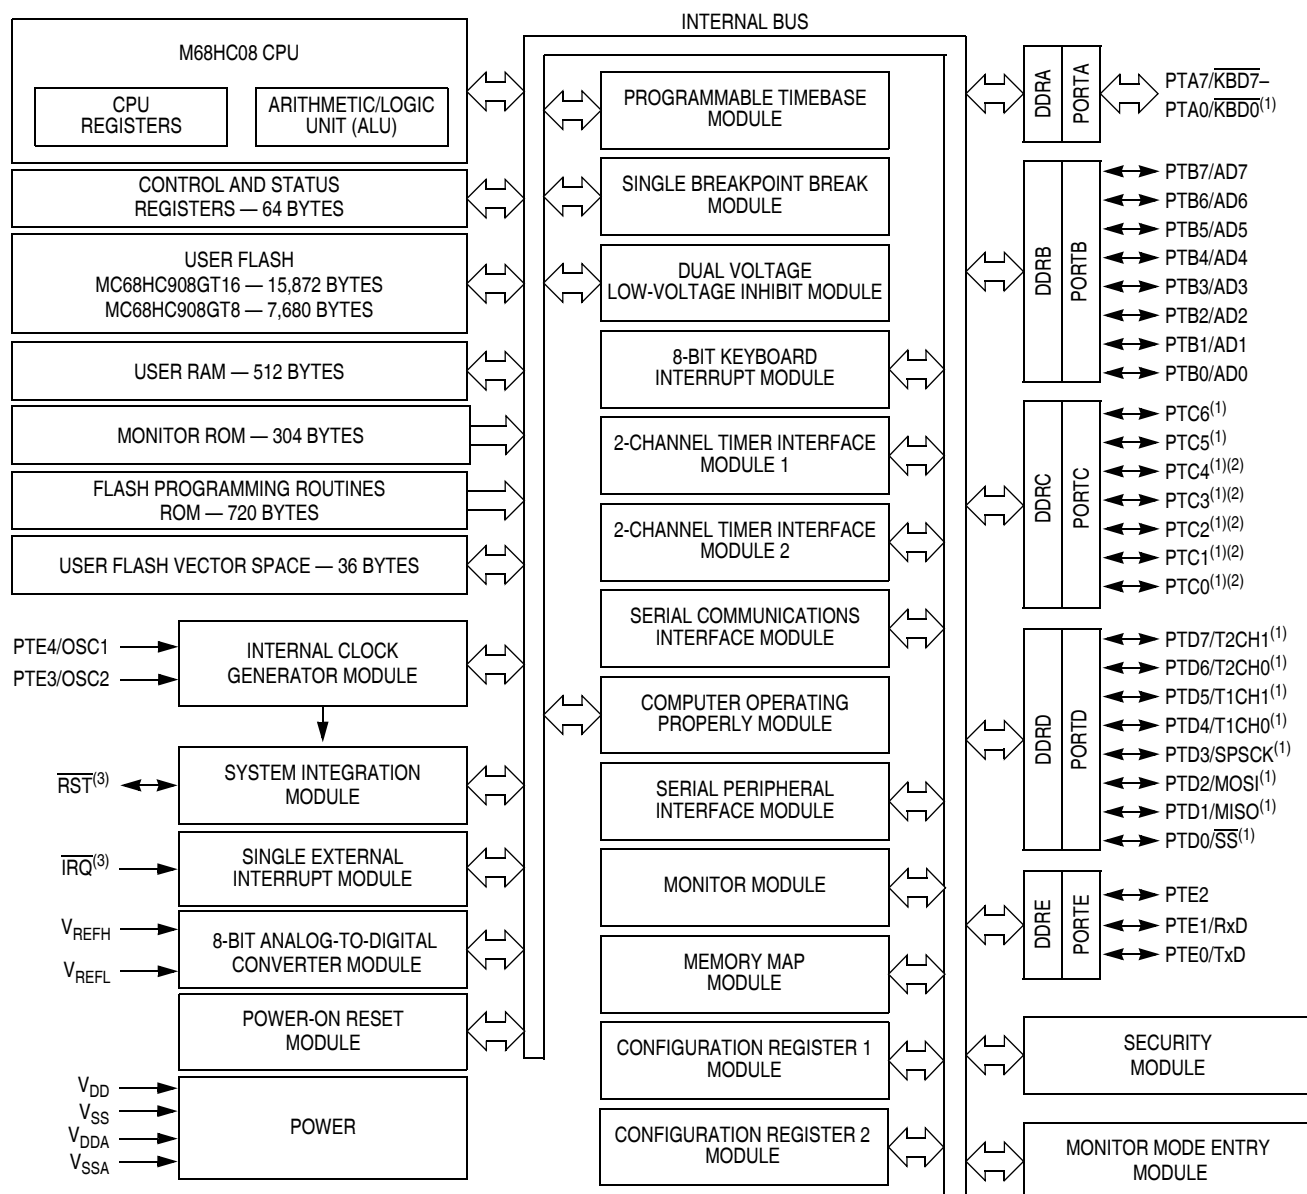 INTERNAL BUS
M68HC08 CPU
CPU
REGISTERS
ARITHMETIC/LOGIC
UNIT (ALU)
CONTROL AND STATUS
REGISTERS — 64 BYTES
USER FLASH
MC68HC908GT16 — 15,872 BYTES
MC68HC908GT8 — 7,680 BYTES
USER RAM — 512 BYTES
MONITOR ROM — 304 BYTES
FLASH PROGRAMMING ROUTINES
ROM — 720 BYTES
USER FLASH VECTOR SPACE — 36 BYTES
PTE4/OSC1
PTE3/OSC2
INTERNAL CLOCK
GENERATOR MODULE
RST(3)
SYSTEM INTEGRATION
MODULE
IRQ(3)
SINGLE EXTERNAL
INTERRUPT MODULE
VREFH
VREFL
8-BIT ANALOG-TO-DIGITAL
CONVERTER MODULE
POWER-ON RESET
MODULE
VDD
VSS
VDDA
VSSA
POWER
PROGRAMMABLE TIMEBASE
MODULE
SINGLE BREAKPOINT BREAK
MODULE
DUAL VOLTAGE
LOW-VOLTAGE INHIBIT MODULE
8-BIT KEYBOARD
INTERRUPT MODULE
2-CHANNEL TIMER INTERFACE
MODULE 1
2-CHANNEL TIMER INTERFACE
MODULE 2
SERIAL COMMUNICATIONS
INTERFACE MODULE
COMPUTER OPERATING
PROPERLY MODULE
SERIAL PERIPHERAL
INTERFACE MODULE
MONITOR MODULE
MEMORY MAP
MODULE
CONFIGURATION REGISTER 1
MODULE
CONFIGURATION REGISTER 2
MODULE
DDRA
PORTA
PTA7/KBD7–
PTA0/KBD0(1)
DDRB
PORTB
PTB7/AD7
PTB6/AD6
PTB5/AD5
PTB4/AD4
PTB3/AD3
PTB2/AD2
PTB1/AD1
PTB0/AD0
DDRC
PORTC
PTC6(1)
PTC5(1)
PTC4(1)(2)
PTC3(1)(2)
PTC2(1)(2)
PTC1(1)(2)
PTC0(1)(2)
DDRD
PORTD
PTD7/T2CH1(1)
PTD6/T2CH0(1)
PTD5/T1CH1(1)
PTD4/T1CH0(1)
PTD3/SPSCK(1)
PTD2/MOSI(1)
PTD1/MISO(1)
PTD0/SS(1)
DDRE
PORTE
PTE2
PTE1/RxD
PTE0/TxD
SECURITY
MODULE
MONITOR MODE ENTRY
MODULE